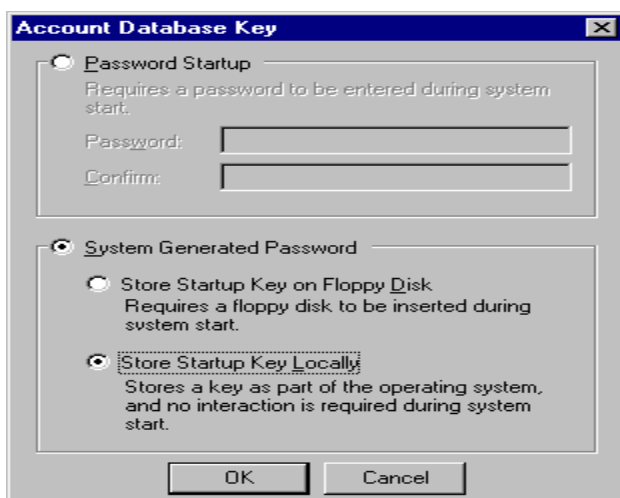 Account Database Key
Password Startup
Requires a password to be entered during system
start.
Password:
Confirm:
System Generated Password
Store Startup Key on Floppy Disk
Requires a floppy disk to be inserted during
system start.
Store Startup Key Locally
Stores a key as part of the operating system,
and no interaction is required during system
start.
OK
Cancel